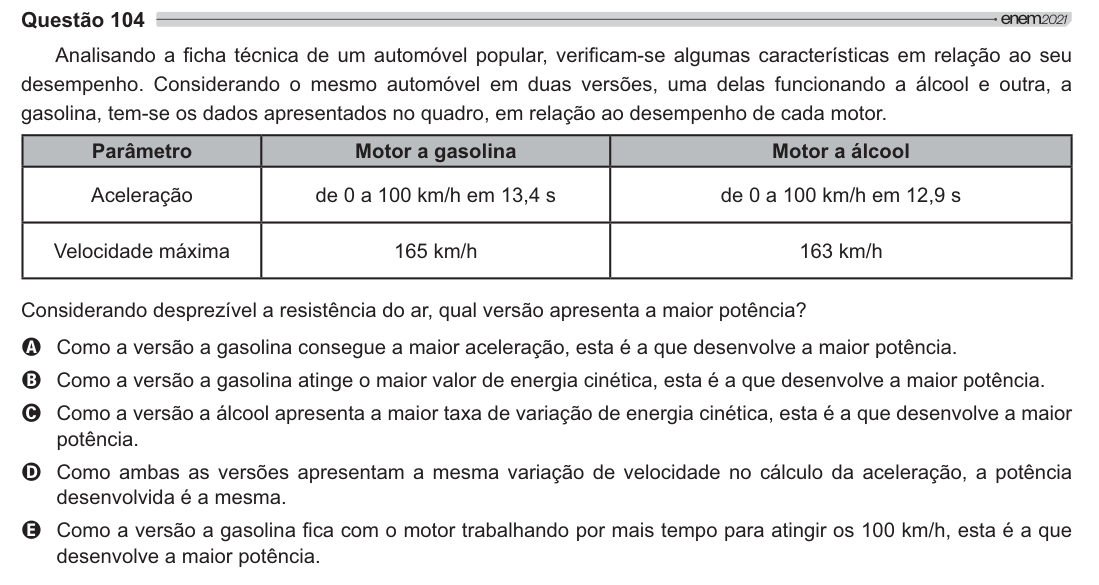 Questão 104
enem2021
Analisando a ficha técnica de um automóvel popular, verificam-se algumas características em relação ao seu
desempenho. Considerando o mesmo automóvel em duas versões, uma delas funcionando a álcool e outra, a
gasolina, tem-se os dados apresentados no quadro, em relação ao desempenho de cada motor.
Parâmetro Motor a gasolina Motor a álcool
Aceleração de 0 a 100 km/h em 13,4 s de 0 a 100 km/h em 12,9 s
Velocidade máxima 165 km/h 163 km/h
Considerando desprezível a resistência do ar, qual versão apresenta a maior potência?
A Como a versão a gasolina consegue a maior aceleração, esta é a que desenvolve a maior potência.
B Como a versão a gasolina atinge o maior valor de energia cinética, esta é a que desenvolve a maior potência.
C Como a versão a álcool apresenta a maior taxa de variação de energia cinética, esta é a que desenvolve a maior
potência.
D Como ambas as versões apresentam a mesma variação de velocidade no cálculo da aceleração, a potência
desenvolvida é a mesma.
E Como a versão a gasolina fica com o motor trabalhando por mais tempo para atingir os 100 km/h, esta é a que
desenvolve a maior potência.